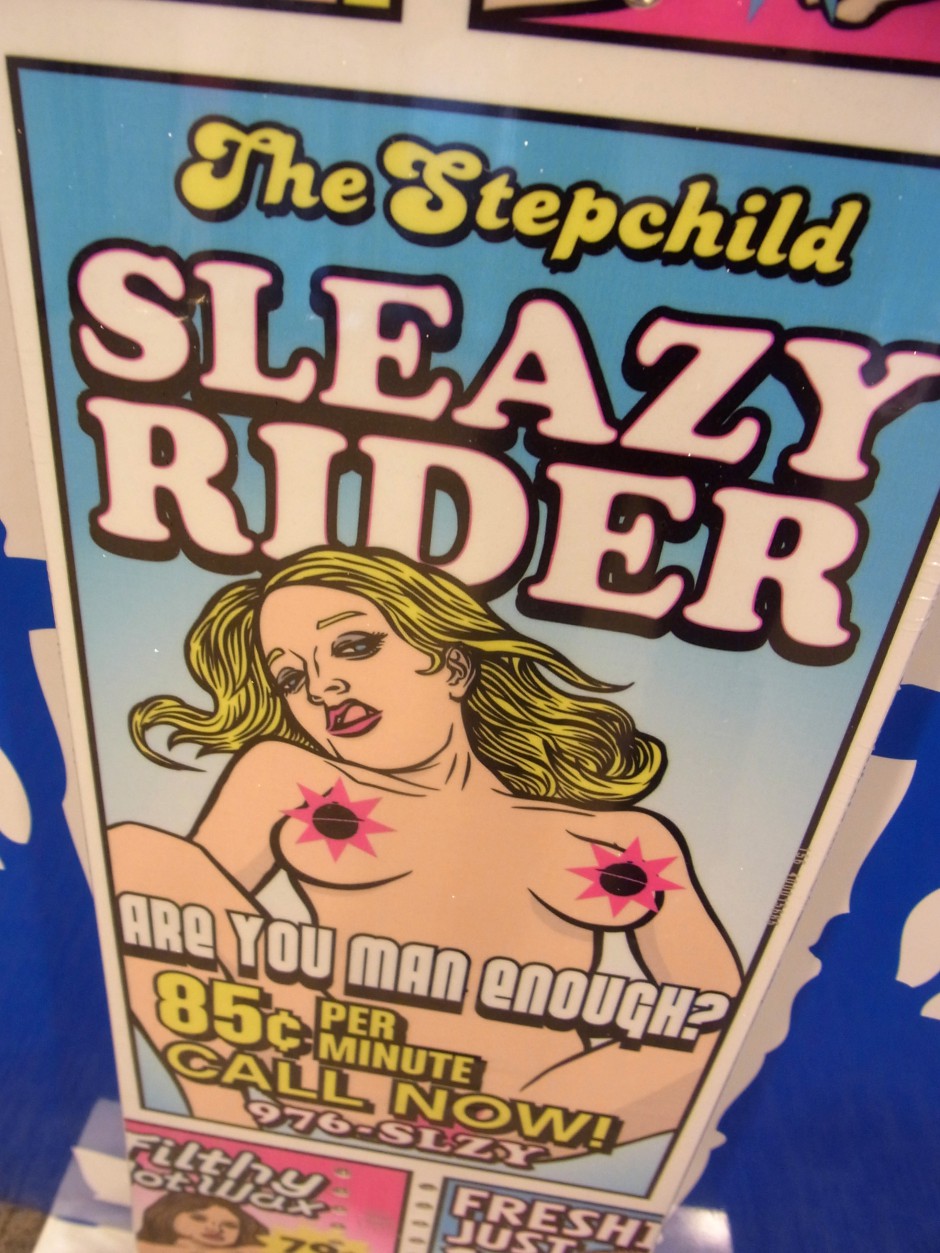 The Stepchild
SLEAZY
RIDER
ARE YOU MAN ENOUGH?
85¢ PER
MINUTE
CALL NOW!
976-SLZY
Filthy
Hot Wax
FRESH!
JUST